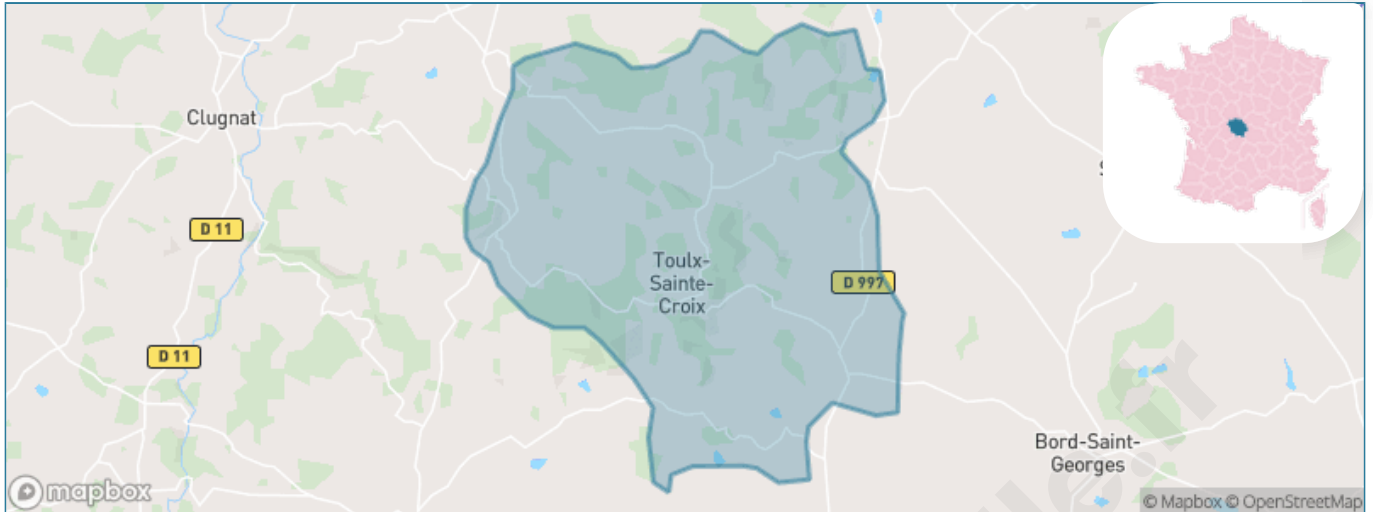 Clugnat
S
D 11
Toulx-
Sainte-
Croix
D 997
D 11
Bord-Saint-
Georges
mapbox
© Mapbox © OpenStreetMap